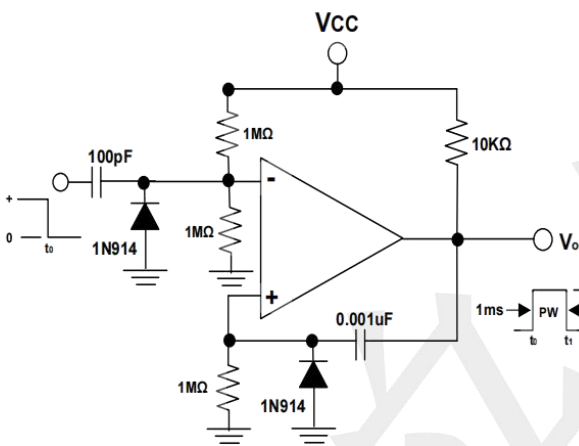 VCC
1MΩ
10KΩ
100pF
-
+
0
t0
1N914
1MΩ
Vo
+
0.001uF
1ms
PW
t0
t1
1MΩ
1N914